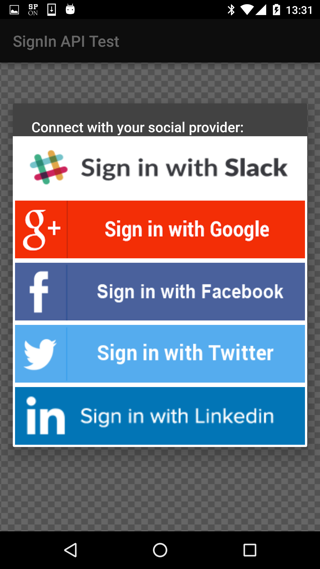 SP
ON
13:31
SignIn API Test
Connect with your social provider:
Sign in with Slack
g+ Sign in with Google
f Sign in with Facebook
Sign in with Twitter
in Sign in with Linkedin